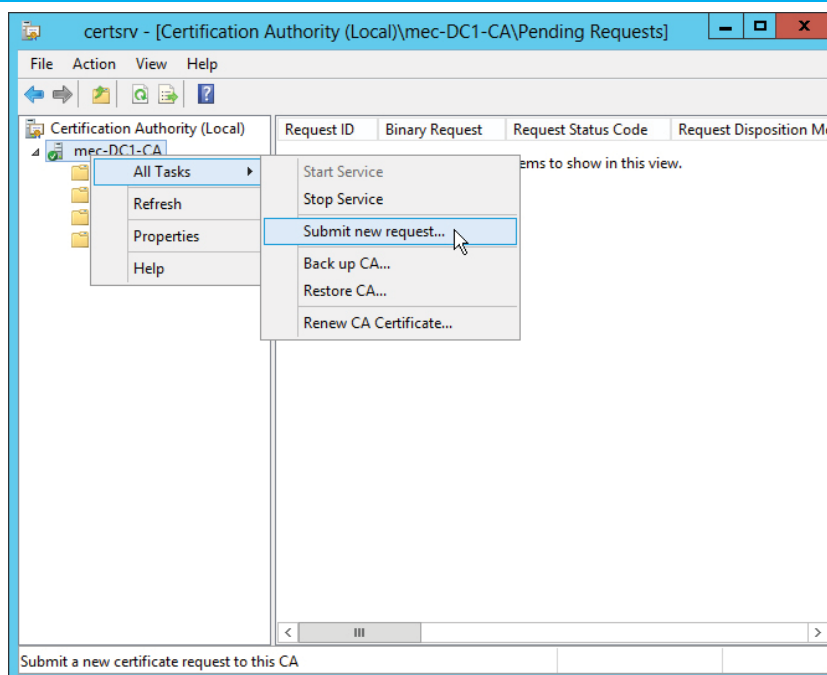 certsrv - [Certification Authority (Local)\mec-DC1-CA\Pending Requests]
File Action View Help
Certification Authority (Local)
mec-DC1-CA
Request ID Binary Request Request Status Code Request Disposition M
ems to show in this view.
All Tasks
Refresh
Properties
Help
Start Service
Stop Service
Submit new request...
Back up CA...
Restore CA...
Renew CA Certificate...
Submit a new certificate request to this CA